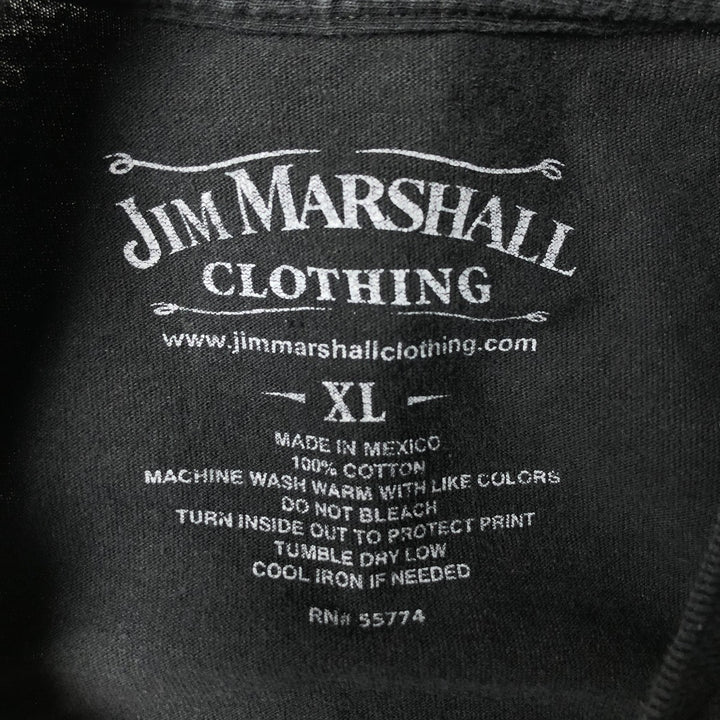 JIM MARSHALL
CLOTHING
www.jimmarshallclothing.com
XL
MADE IN MEXICO
100% COTTON
MACHINE WASH WARM WITH LIKE COLORS
DO NOT BLEACH
TURN INSIDE OUT TO PROTECT PRINT
TUMBLE DRY LOW
COOL IRON IF NEEDED
RN# 55774